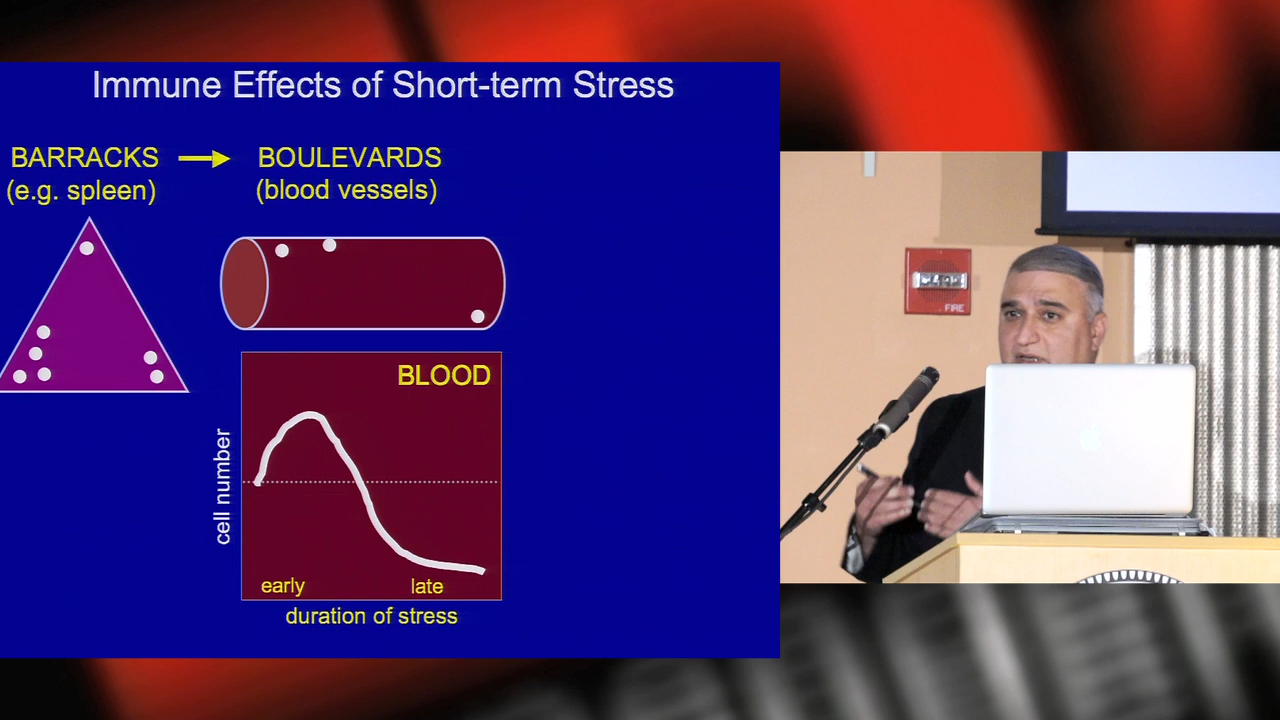 Immune Effects of Short-term Stress
BARRACKS
(e.g. spleen)
BOULEVARDS
(blood vessels)
BLOOD
cell number
early
late
duration of stress
FIRE